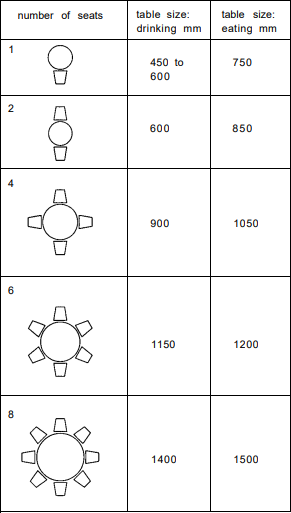 number of seats
table size:
drinking mm
table size:
eating mm
1
450 to
600
750
2
600
850
4
900
1050
6
1150
1200
8
1400
1500